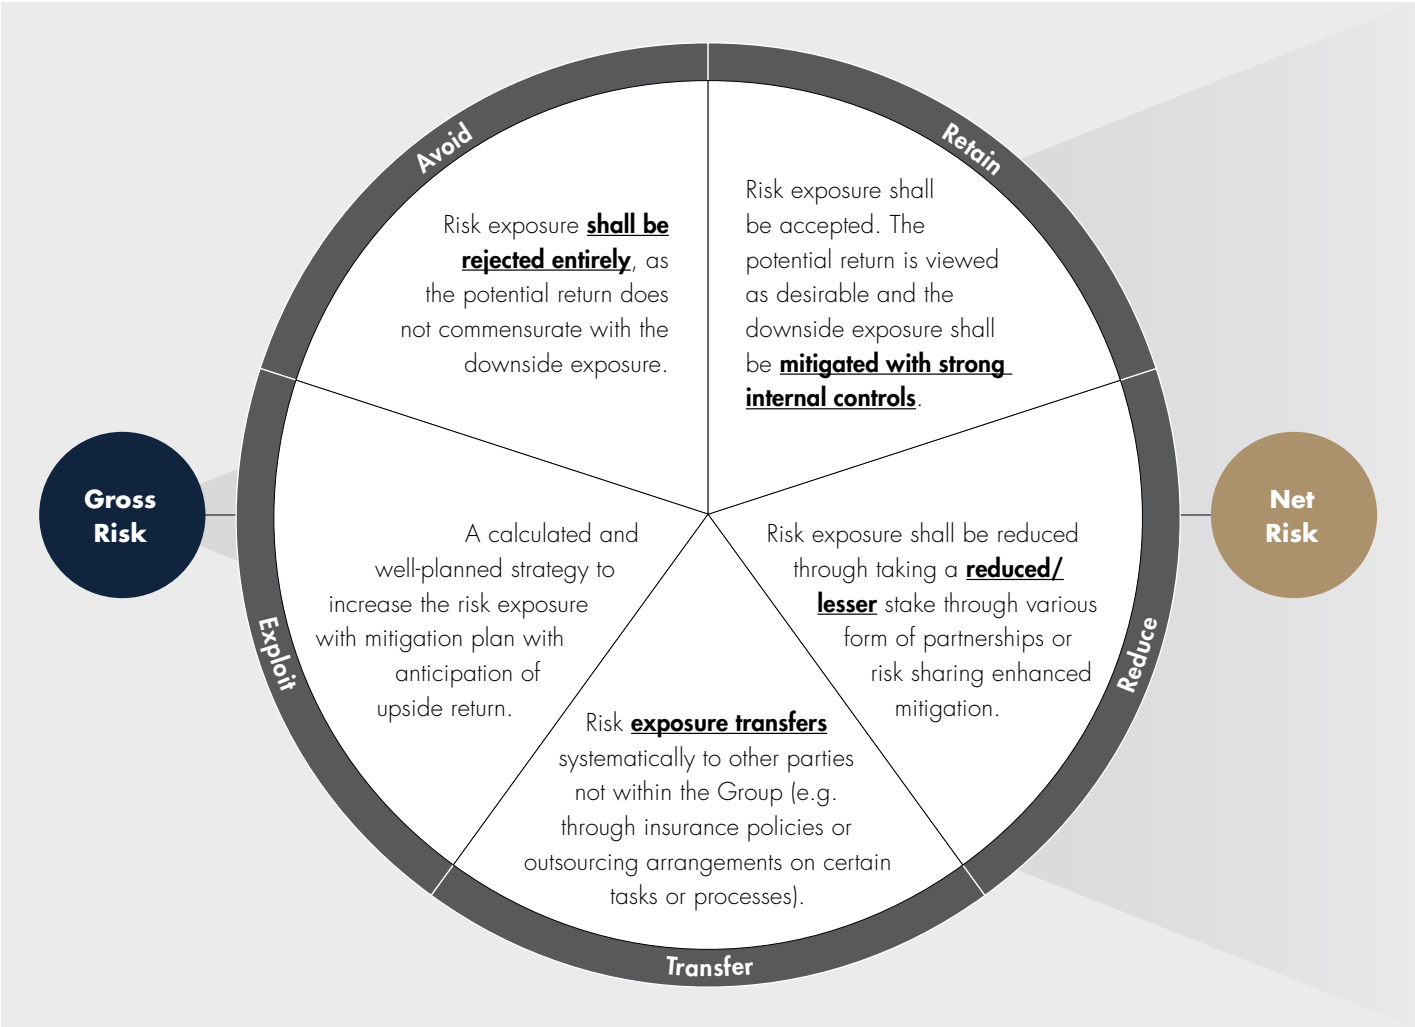 Avoid
Risk exposure shall be
rejected entirely, as
the potential return does
not commensurate with the
downside exposure.
Retain
Risk exposure shall
be accepted. The
potential return is viewed
as desirable and the
downside exposure shall
be mitigated with strong
internal controls.
Gross
Risk
Exploit
A calculated and
well-planned strategy to
increase the risk exposure
with mitigation plan with
anticipation of
upside return.
Risk exposure shall be reduced
through taking a reduced/
lesser stake through various
form of partnerships or
risk sharing enhanced
mitigation.
Reduce
Net
Risk
Risk exposure transfers
systematically to other parties
not within the Group (e.g.
through insurance policies or
outsourcing arrangements on certain
tasks or processes).
Transfer